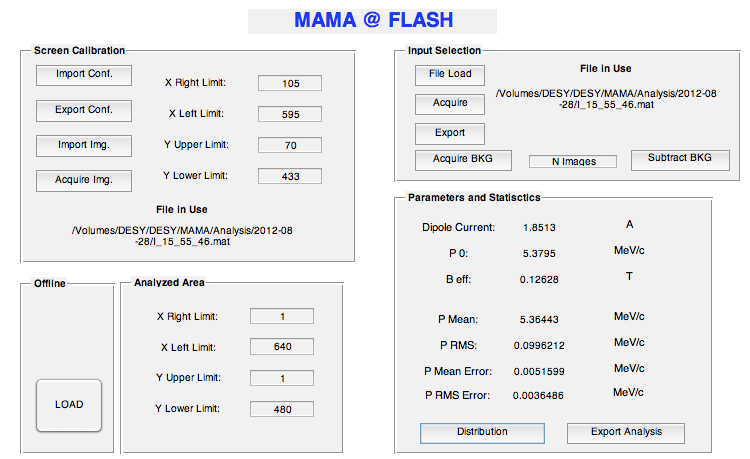 MAMA @ FLASH
Screen Calibration
Import Conf.
X Right Limit: 105
Export Conf.
X Left Limit: 595
Import Img.
Y Upper Limit: 70
Acquire Img.
Y Lower Limit: 433
File in Use
/Volumes/DESY/DESY/MAMA/Analysis/2012-08
-28/I_15_55_46.mat
Offline
LOAD
Analyzed Area
X Right Limit: 1
X Left Limit: 640
Y Upper Limit: 1
Y Lower Limit: 480
Input Selection
File Load
File in Use
Acquire
/Volumes/DESY/DESY/MAMA/Analysis/2012-08
-28/I_15_55_46.mat
Export
Acquire BKG N Images Subtract BKG
Parameters and Statisctics
Dipole Current: 1.8513 A
P 0: 5.3795 MeV/c
B eff: 0.12628 T
P Mean: 5.36443 MeV/c
P RMS: 0.0996212 MeV/c
P Mean Error: 0.0051599 MeV/c
P RMS Error: 0.0036486 MeV/c
Distribution Export Analysis